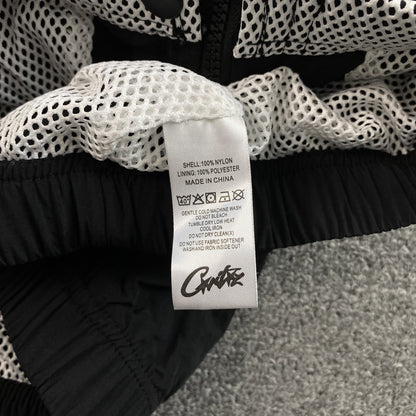 SHELL:100% NYLON
LINING: 100% POLYESTER
MADE IN CHINA
GENTLE COLD MACHINE WASH
DO NOT BLEACH
TUMBLE DRY LOW HEAT
COOL IRON
DO NOT DRY CLEAN(X)
DO NOT USE FABRIC SOFTENER
WASH AND IRON INSIDE OUT